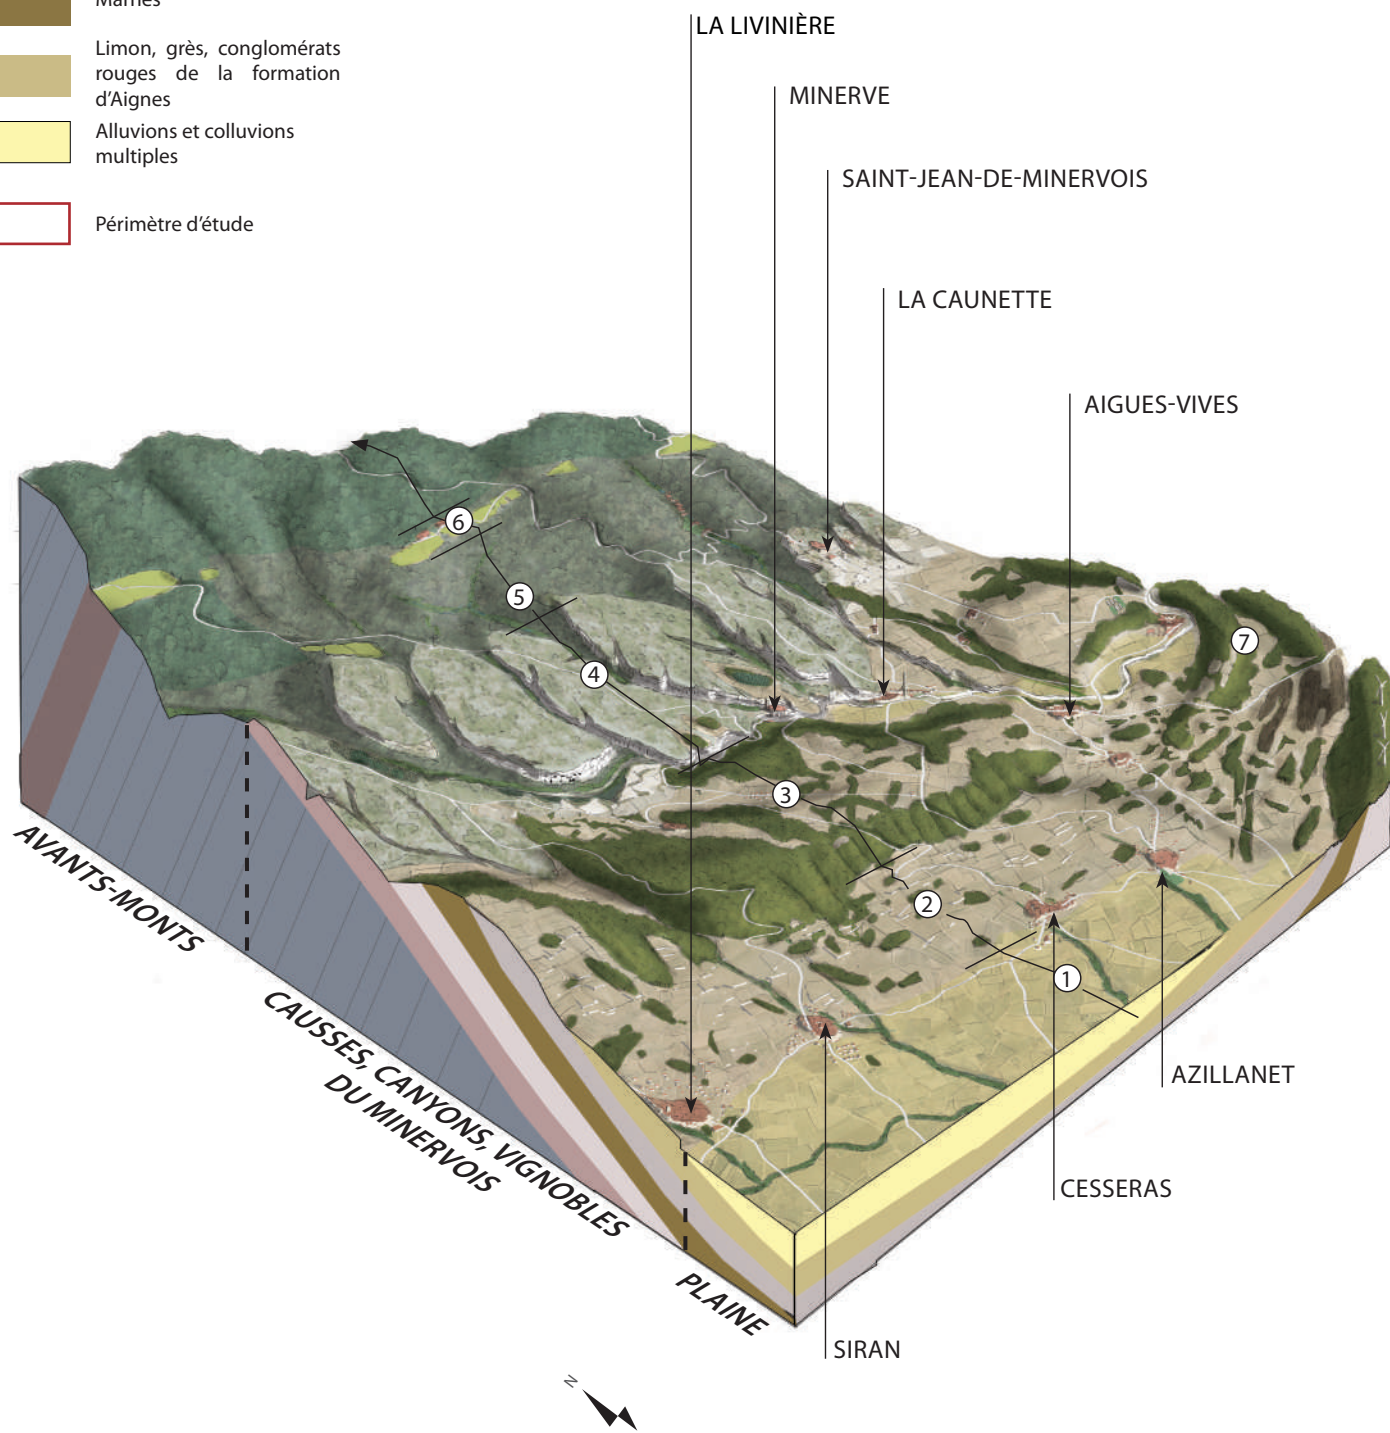 Marnes
Limon, grès, conglomérats
rouges de la formation
d'Aignes
Alluvions et colluvions
multiples
Périmètre d'étude
LA LIVINIÈRE
MINERVE
SAINT-JEAN-DE-MINERVOIS
LA CAUNETTE
AIGUES-VIVES
6
5
7
4
3
2
1
AVANTS-MONTS
CAUSSES, CANYONS, VIGNOBLES
DU MINERVOIS
PLAINE
AZILLANET
CESSERAS
SIRAN
N